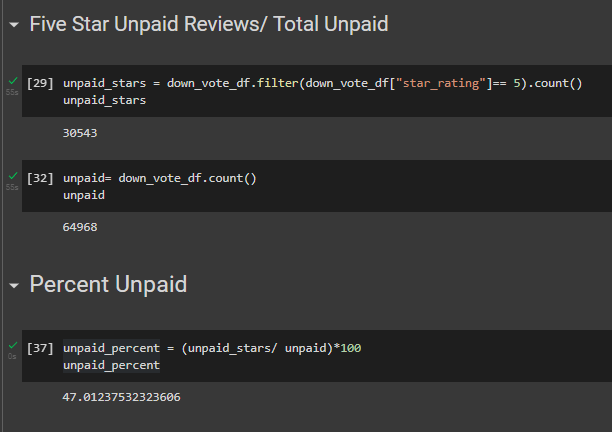 Five Star Unpaid Reviews/ Total Unpaid
[29] unpaid_stars = down_vote_df.filter(down_vote_df["star_rating"]== 5).count()
55s
unpaid_stars
30543
[32] unpaid= down_vote_df.count()
55s
unpaid
64968
Percent Unpaid
[37] unpaid_percent = (unpaid_stars/ unpaid)*100
0s
unpaid_percent
47.01237532323606